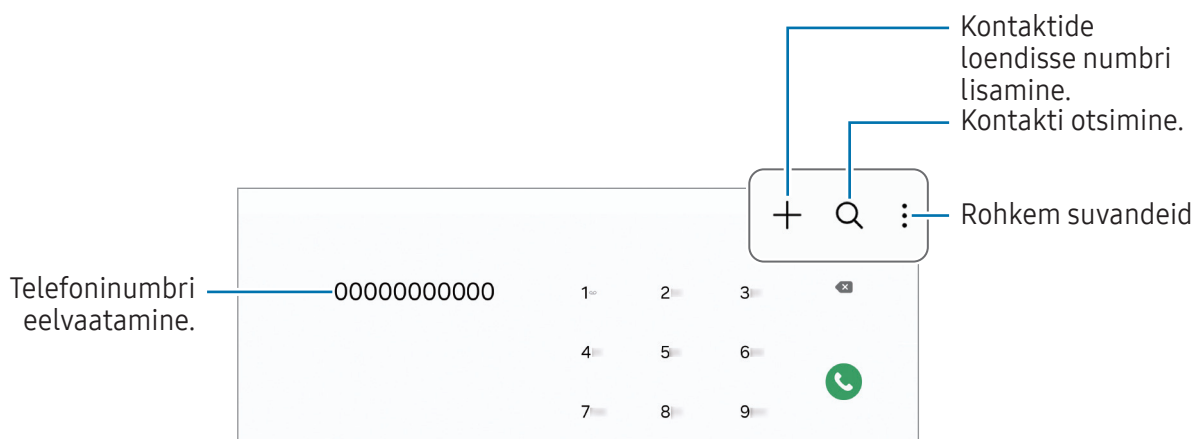 Kontaktide
loendisse numbri
lisamine.
Kontakti otsimine.
Rohkem suvandeid
Telefoninumbri
eelvaatamine.
00000000000
1 2 3
4 5 6
7 8 9